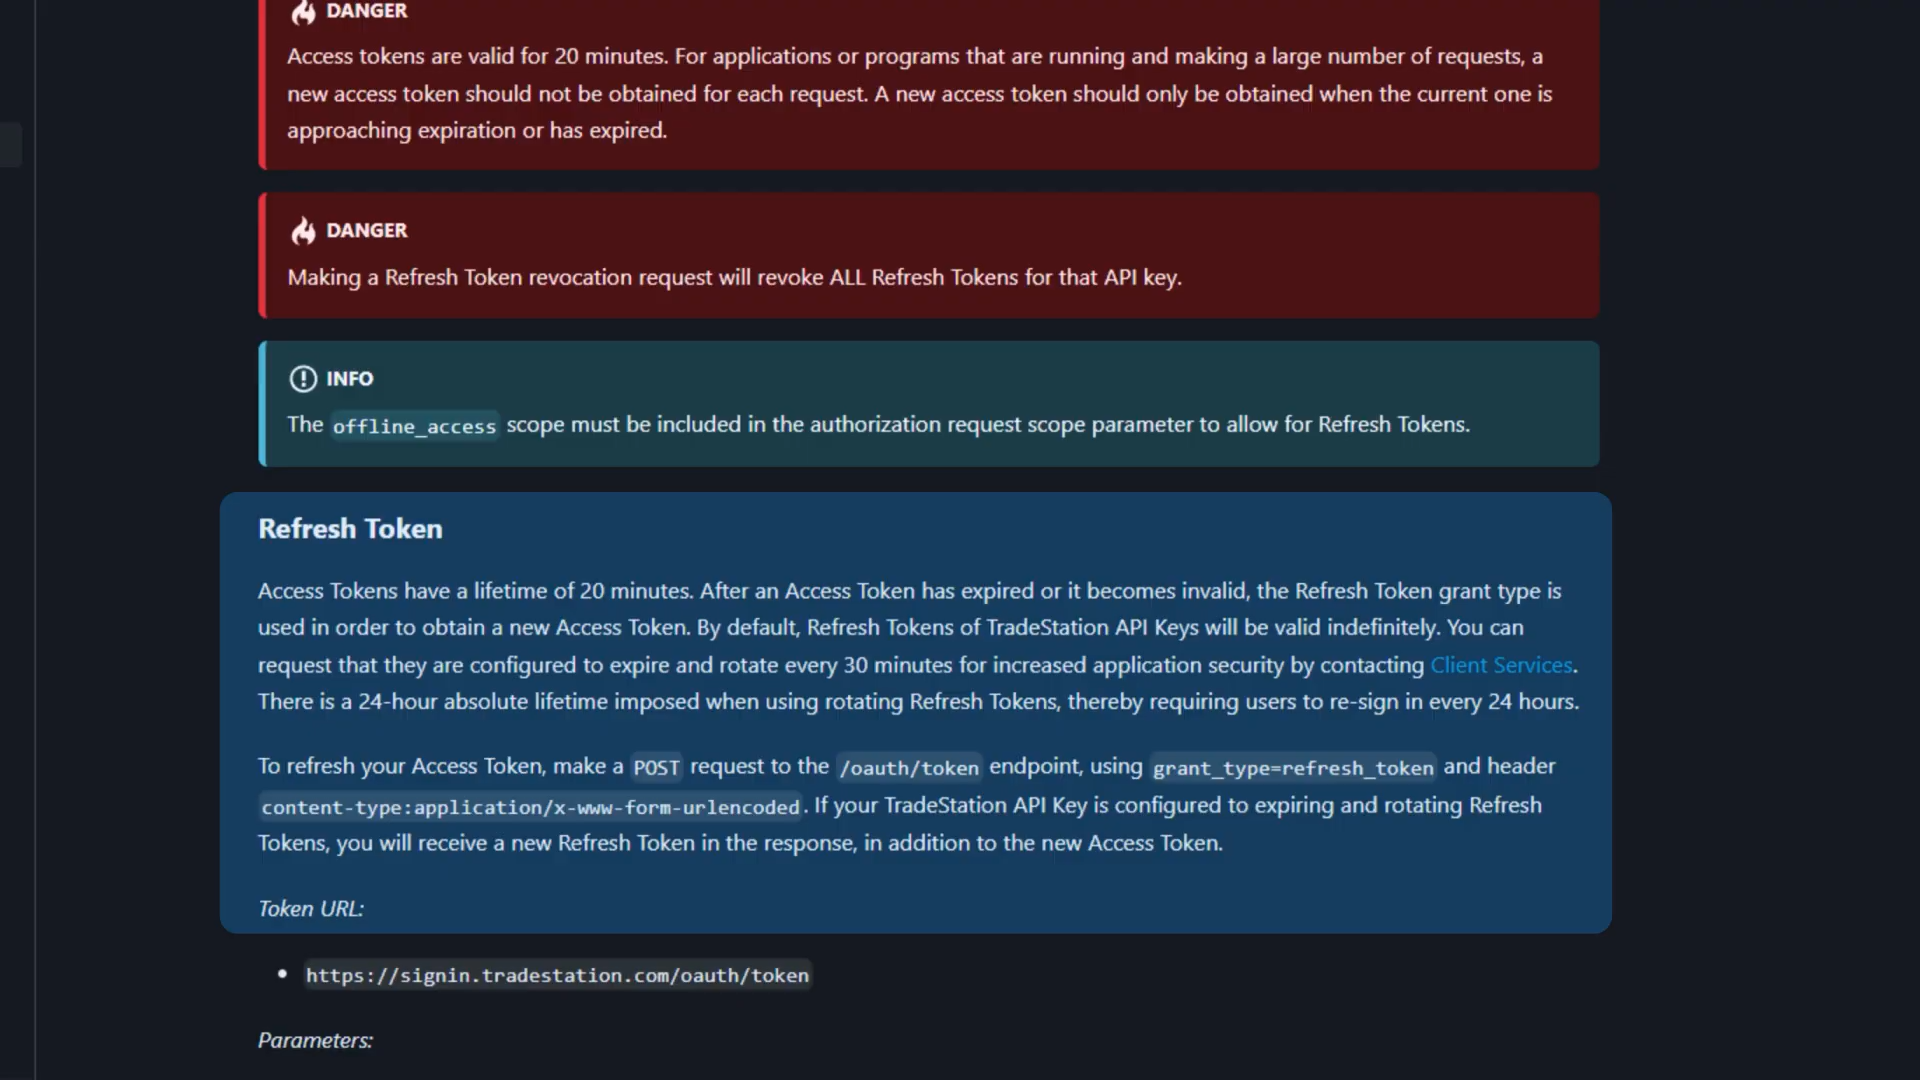 DANGER
Access tokens are valid for 20 minutes. For applications or programs that are running and making a large number of requests, a
new access token should not be obtained for each request. A new access token should only be obtained when the current one is
approaching expiration or has expired.
DANGER
Making a Refresh Token revocation request will revoke ALL Refresh Tokens for that API key.
INFO
The offline_access scope must be included in the authorization request scope parameter to allow for Refresh Tokens.
Refresh Token
Access Tokens have a lifetime of 20 minutes. After an Access Token has expired or it becomes invalid, the Refresh Token grant type is
used in order to obtain a new Access Token. By default, Refresh Tokens of TradeStation API Keys will be valid indefinitely. You can
request that they are configured to expire and rotate every 30 minutes for increased application security by contacting Client Services.
There is a 24-hour absolute lifetime imposed when using rotating Refresh Tokens, thereby requiring users to re-sign in every 24 hours.
To refresh your Access Token, make a POST request to the /oauth/token endpoint, using grant_type=refresh_token and header
content-type:application/x-www-form-urlencoded. If your TradeStation API Key is configured to expiring and rotating Refresh
Tokens, you will receive a new Refresh Token in the response, in addition to the new Access Token.
Token URL:
• https://signin.tradestation.com/oauth/token
Parameters: